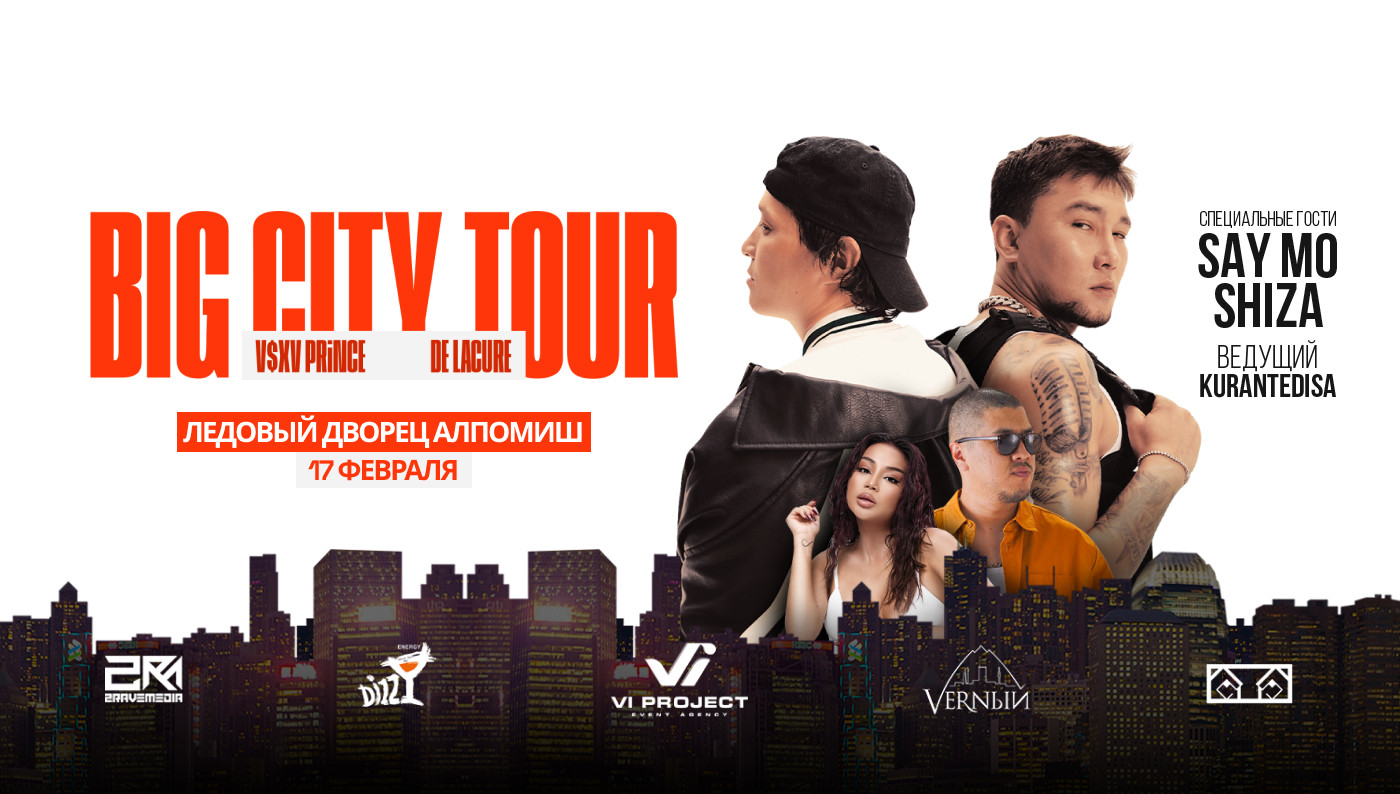 BIG CITY TOUR
V$XV PRiNCE
DE LACURE
ЛЕДОВЫЙ ДВОРЕЦ АЛПОМИШ
17 ФЕВРАЛЯ
СПЕЦИАЛЬНЫЕ ГОСТИ
SAY MO
SHIZA
ВЕДУЩИЙ
KURANTEDISA
2RAVEMEDIA
ENERGY
DiZZY
VI PROJECT
EVENT AGENCY
VЕRНЫЙ